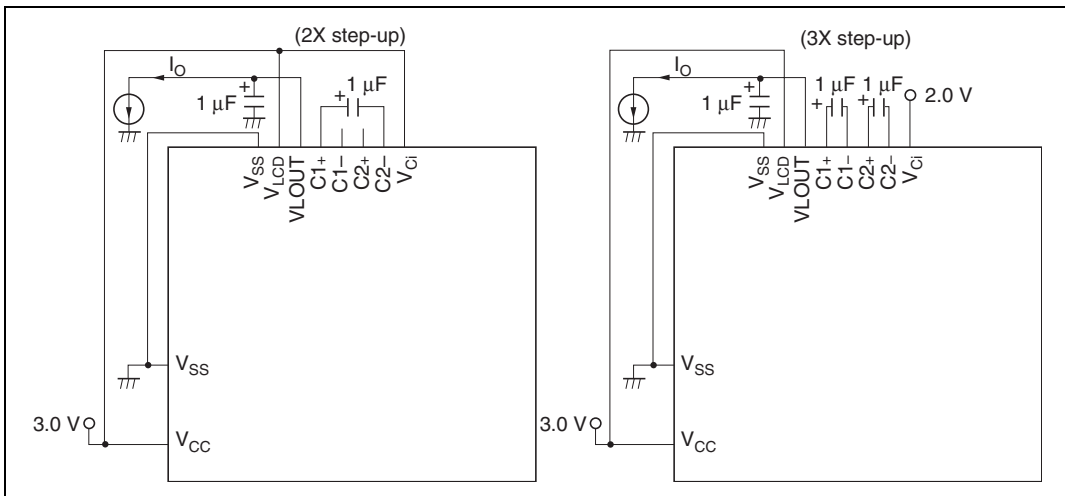 (2X step-up)
I_O
+
1 μF
+
1 μF
V_SS
V_LCD
VLOUT
C1+
C1−
C2+
C2−
V_Ci
V_SS
3.0 V
V_CC
(3X step-up)
I_O
+
1 μF
1 μF
1 μF
+
+
2.0 V
V_SS
V_LCD
VLOUT
C1+
C1−
C2+
C2−
V_Ci
V_SS
3.0 V
V_CC